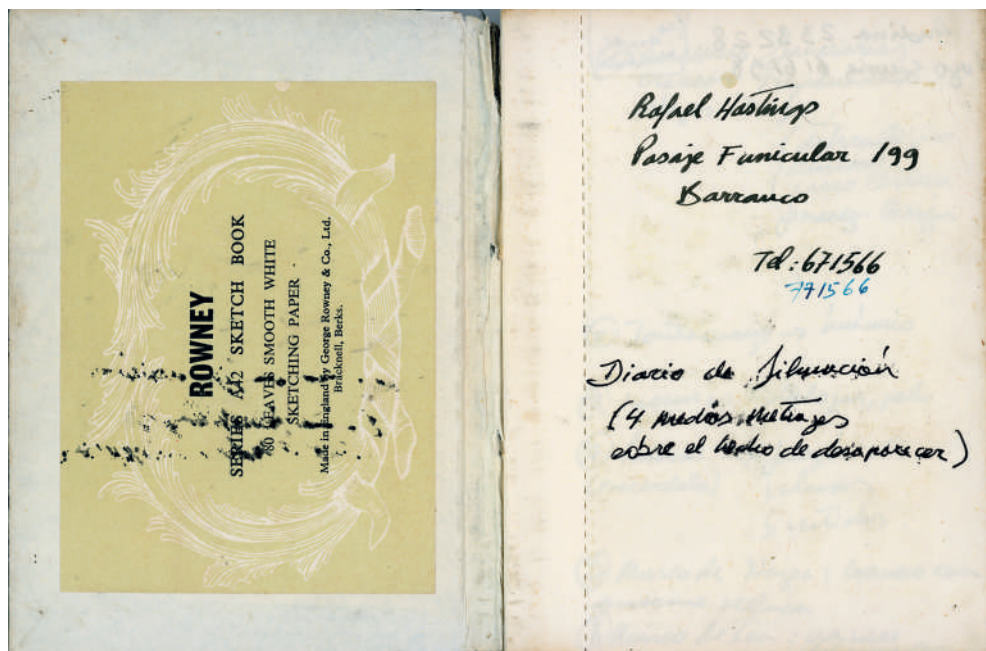 ROWNEY
SERIES A42 SKETCH BOOK
80 LEAVES SMOOTH WHITE
SKETCHING PAPER
Made in England by George Rowney & Co., Ltd.
Bracknell, Berks.
Rafael Hastings
Pasaje Funicular 199
Barranco
Tel: 671566
771566
Diario de filmación
(4 medios metrajes
sobre el hecho de desaparecer)